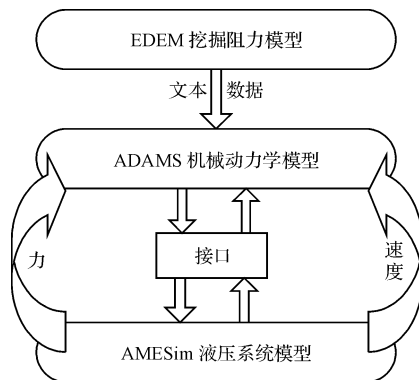 EDEM 挖掘阻力模型
文本 数据
ADAMS 机械动力学模型
力
接口
速度
AMESim 液压系统模型